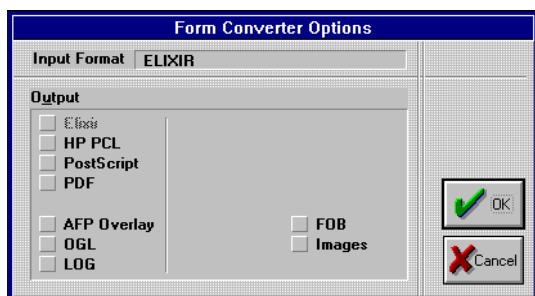 Form Converter Options
Input Format ELIXIR
Output
Elixir
HP PCL
PostScript
PDF
AFP Overlay
OGL
LOG
FOB
Images
OK
Cancel